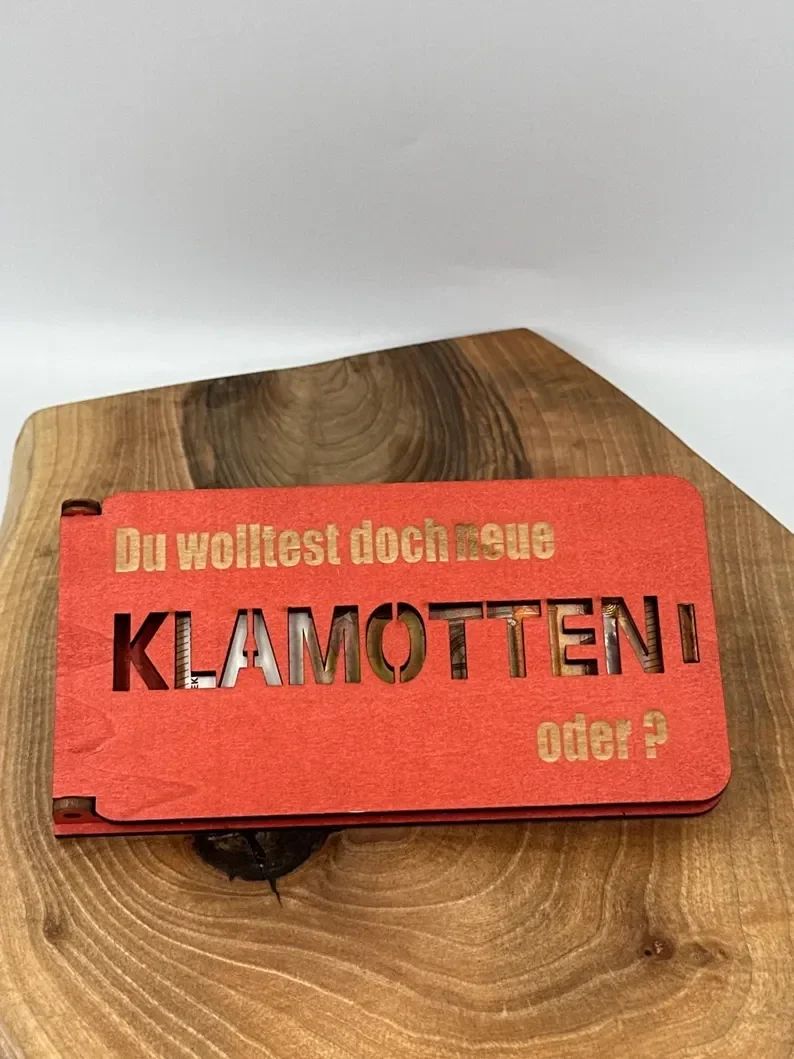 Du wolltest doch neue
KLAMOTTEN
oder ?